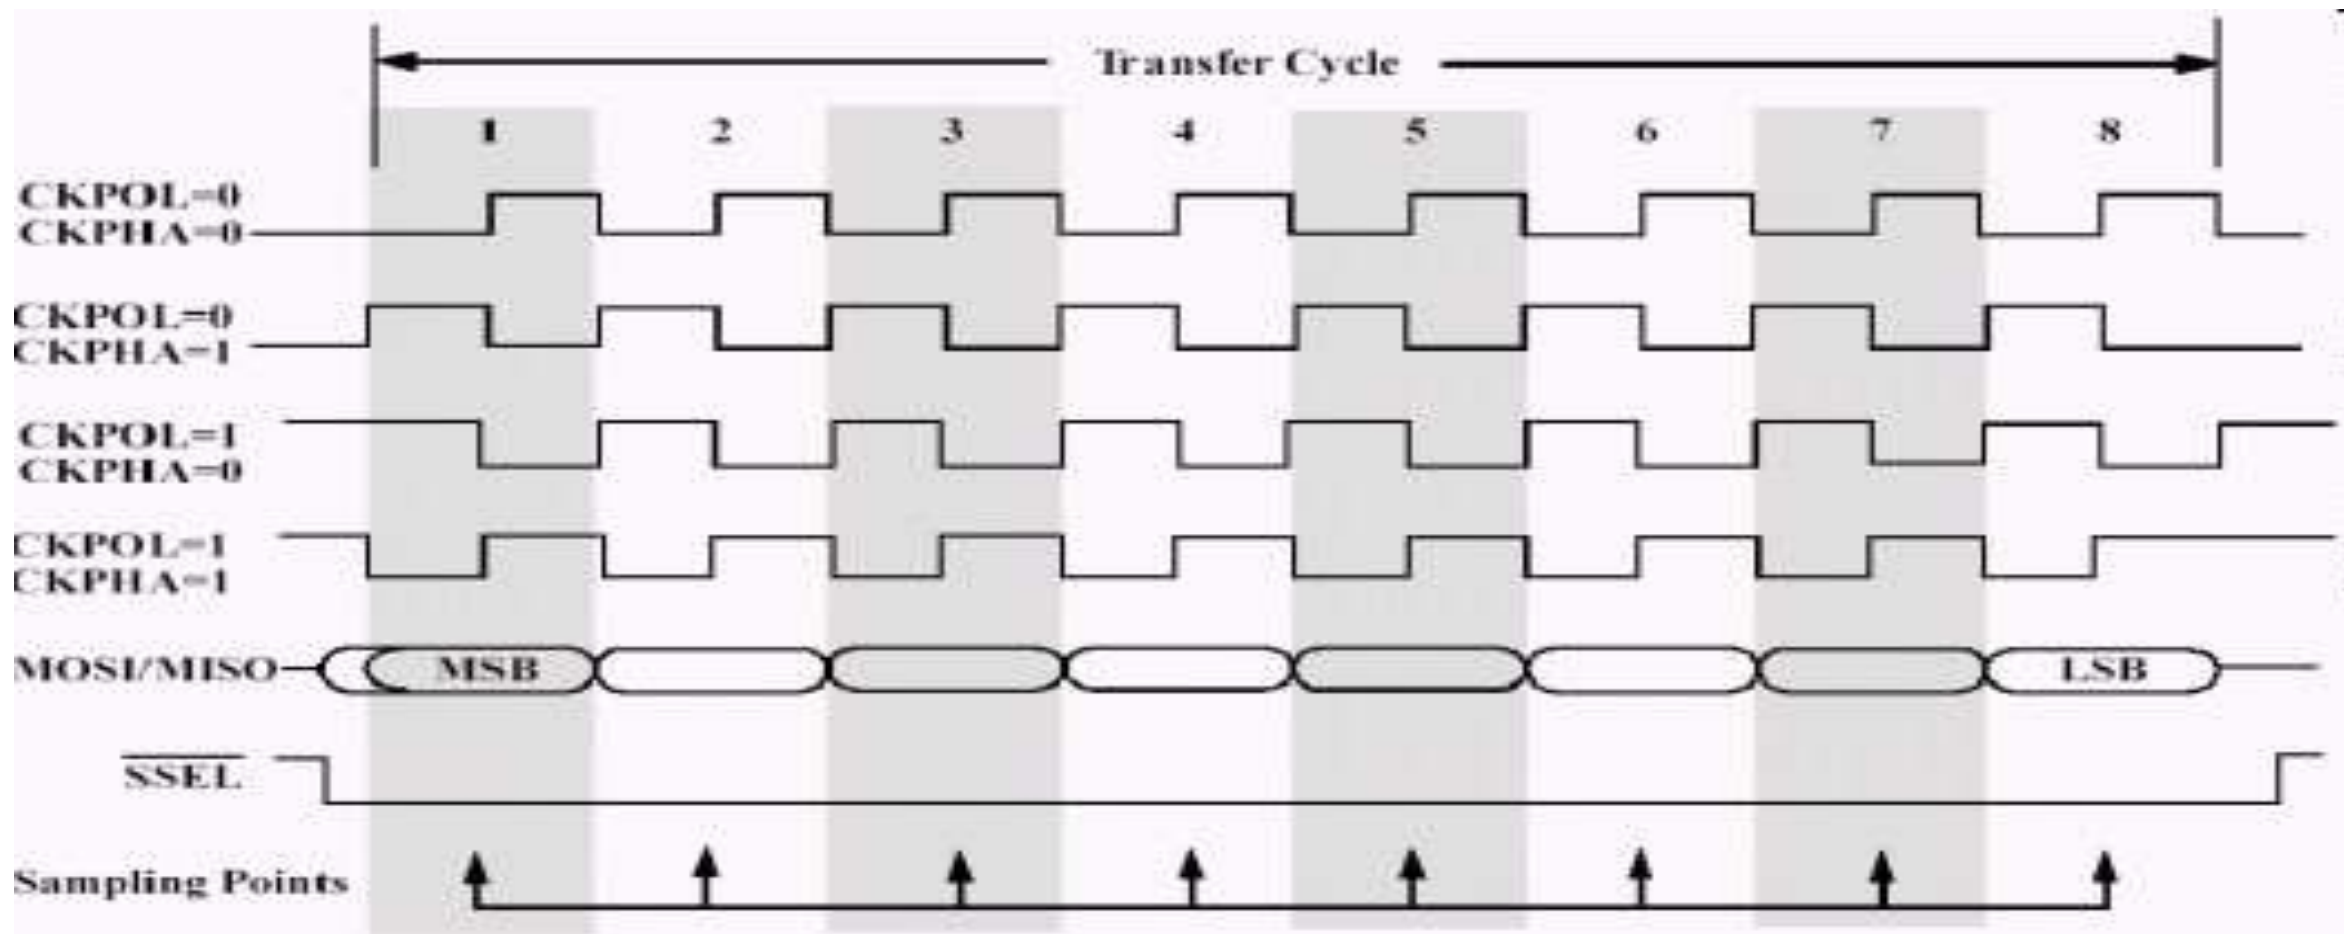 Transfer Cycle
1 2 3 4 5 6 7 8
CKPOL=0
CKPHA=0
CKPOL=0
CKPHA=1
CKPOL=1
CKPHA=0
CKPOL=1
CKPHA=1
MOSI/MISO MSB LSB
SSEL
Sampling Points